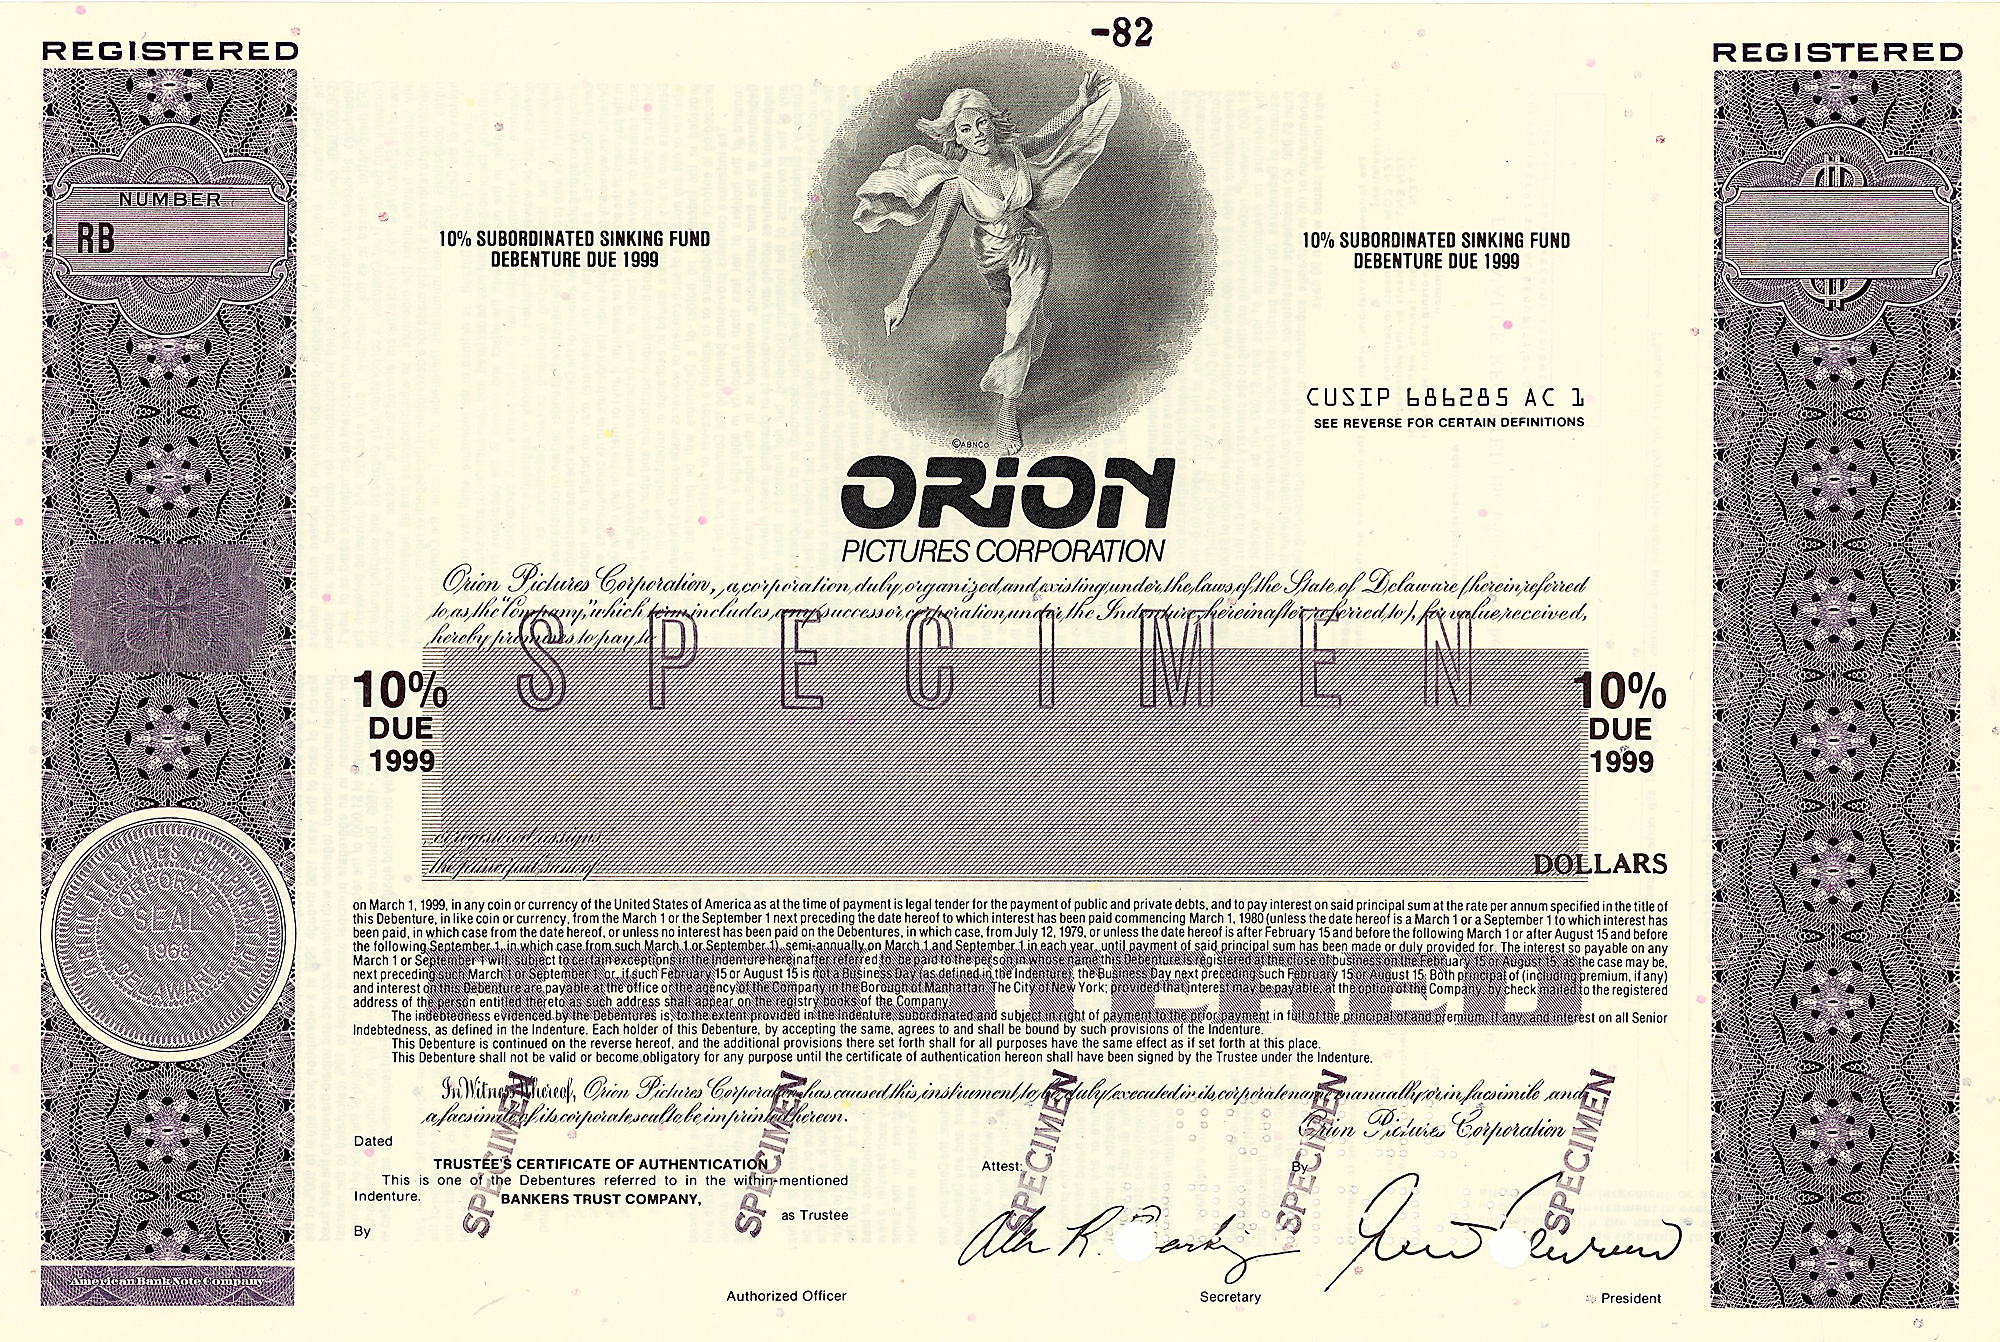 -82
REGISTERED
REGISTERED
NUMBER
RB
10% SUBORDINATED SINKING FUND
DEBENTURE DUE 1999
10% SUBORDINATED SINKING FUND
DEBENTURE DUE 1999
CUSIP 686285 AC 1
SEE REVERSE FOR CERTAIN DEFINITIONS
©ABNCo
ORION
PICTURES CORPORATION
Orion Pictures Corporation, a corporation duly organized and existing under the laws of the State of Delaware (herein referred
to as the "Company," which term includes any successor corporation under the Indenture hereinafter referred to), for value received,
hereby promises to pay to
SPECIMEN
10%
DUE
1999
10%
DUE
1999
or registered assigns,
the principal sum of
DOLLARS
on March 1, 1999, in any coin or currency of the United States of America as at the time of payment is legal tender for the payment of public and private debts, and to pay interest on said principal sum at the rate per annum specified in the title of
this Debenture, in like coin or currency, from the March 1 or the September 1 next preceding the date hereof to which interest has been paid commencing March 1, 1980 (unless the date hereof is a March 1 or a September 1 to which interest has
been paid, in which case from the date hereof, or unless no interest has been paid on the Debentures, in which case, from July 12, 1979, or unless the date hereof is after February 15 and before the following March 1 or after August 15 and before
the following September 1, in which case from such March 1 or September 1), semi-annually on March 1 and September 1 in each year, until payment of said principal sum has been made or duly provided for. The interest so payable on any
March 1 or September 1 will, subject to certain exceptions in the Indenture hereinafter referred to, be paid to the person in whose name this Debenture is registered at the close of business on the February 15 or August 15, as the case may be,
next preceding such March 1 or September 1 or, if such February 15 or August 15 is not a Business Day (as defined in the Indenture), the Business Day next preceding such February 15 or August 15. Both principal of (including premium, if any)
and interest on this Debenture are payable at the office or the agency of the Company in the Borough of Manhattan, The City of New York; provided that interest may be payable, at the option of the Company, by check mailed to the registered
address of the person entitled thereto as such address shall appear on the registry books of the Company.
The indebtedness evidenced by the Debentures is, to the extent provided in the Indenture, subordinated and subject in right of payment to the prior payment in full of the principal of and premium, if any, and interest on all Senior
Indebtedness, as defined in the Indenture. Each holder of this Debenture, by accepting the same, agrees to and shall be bound by such provisions of the Indenture.
This Debenture is continued on the reverse hereof, and the additional provisions there set forth shall for all purposes have the same effect as if set forth at this place.
This Debenture shall not be valid or become obligatory for any purpose until the certificate of authentication hereon shall have been signed by the Trustee under the Indenture.
ORION PICTURES CORPORATION
CORPORATE
SEAL
1968
DELAWARE
In Witness Whereof, Orion Pictures Corporation has caused this instrument to be duly executed in its corporate name manually or in facsimile and
a facsimile of its corporate seal to be imprinted hereon.
Orion Pictures Corporation
Dated
TRUSTEE'S CERTIFICATE OF AUTHENTICATION
This is one of the Debentures referred to in the within-mentioned
Indenture.
BANKERS TRUST COMPANY,
as Trustee
By
Authorized Officer
Attest:
Secretary
By
President
SPECIMEN
SPECIMEN
SPECIMEN
SPECIMEN
SPECIMEN
American Bank Note Company